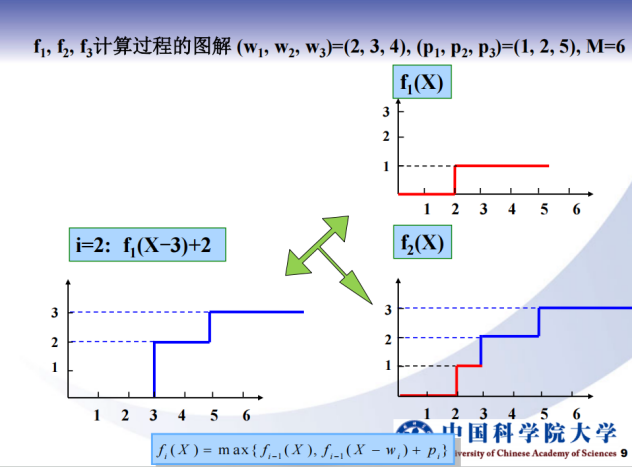 f₁, f₂, f₃计算过程的图解 (w₁, w₂, w₃)=(2, 3, 4), (p₁, p₂, p₃)=(1, 2, 5), M=6
f₁(X)
3
2
1
1 2 3 4 5 6
i=2: f₁(X−3)+2
f₂(X)
3
2
1
1 2 3 4 5 6
3
2
1
1 2 3 4 5 6
中国科学院大学
iversity of Chinese Academy of Sciences 9
fᵢ(X) = max{fᵢ₋₁(X), fᵢ₋₁(X − wᵢ) + pᵢ}